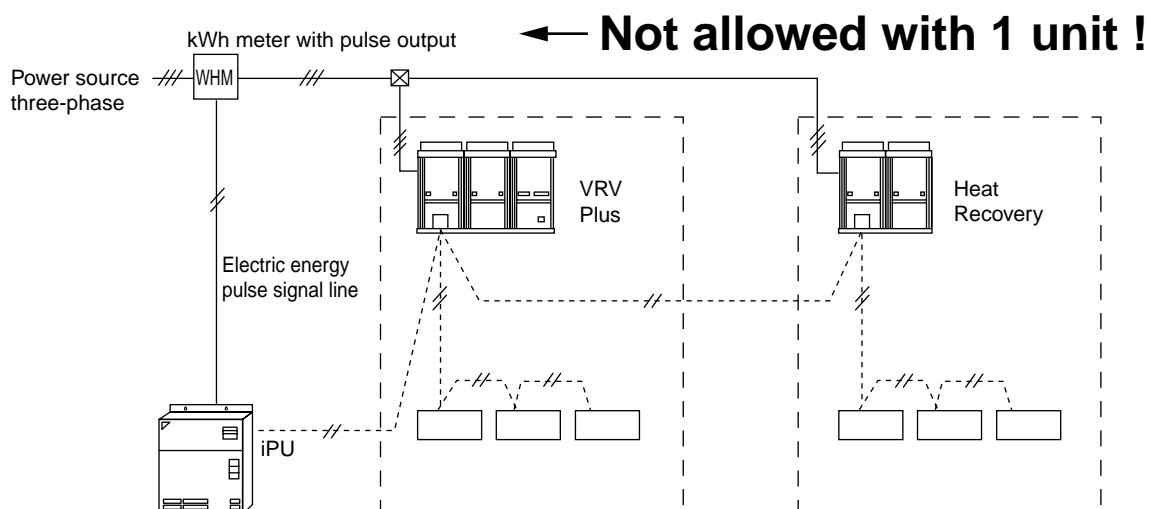 Not allowed with 1 unit !
kWh meter with pulse output
Power source
three-phase
WHM
VRV
Plus
Heat
Recovery
Electric energy
pulse signal line
iPU